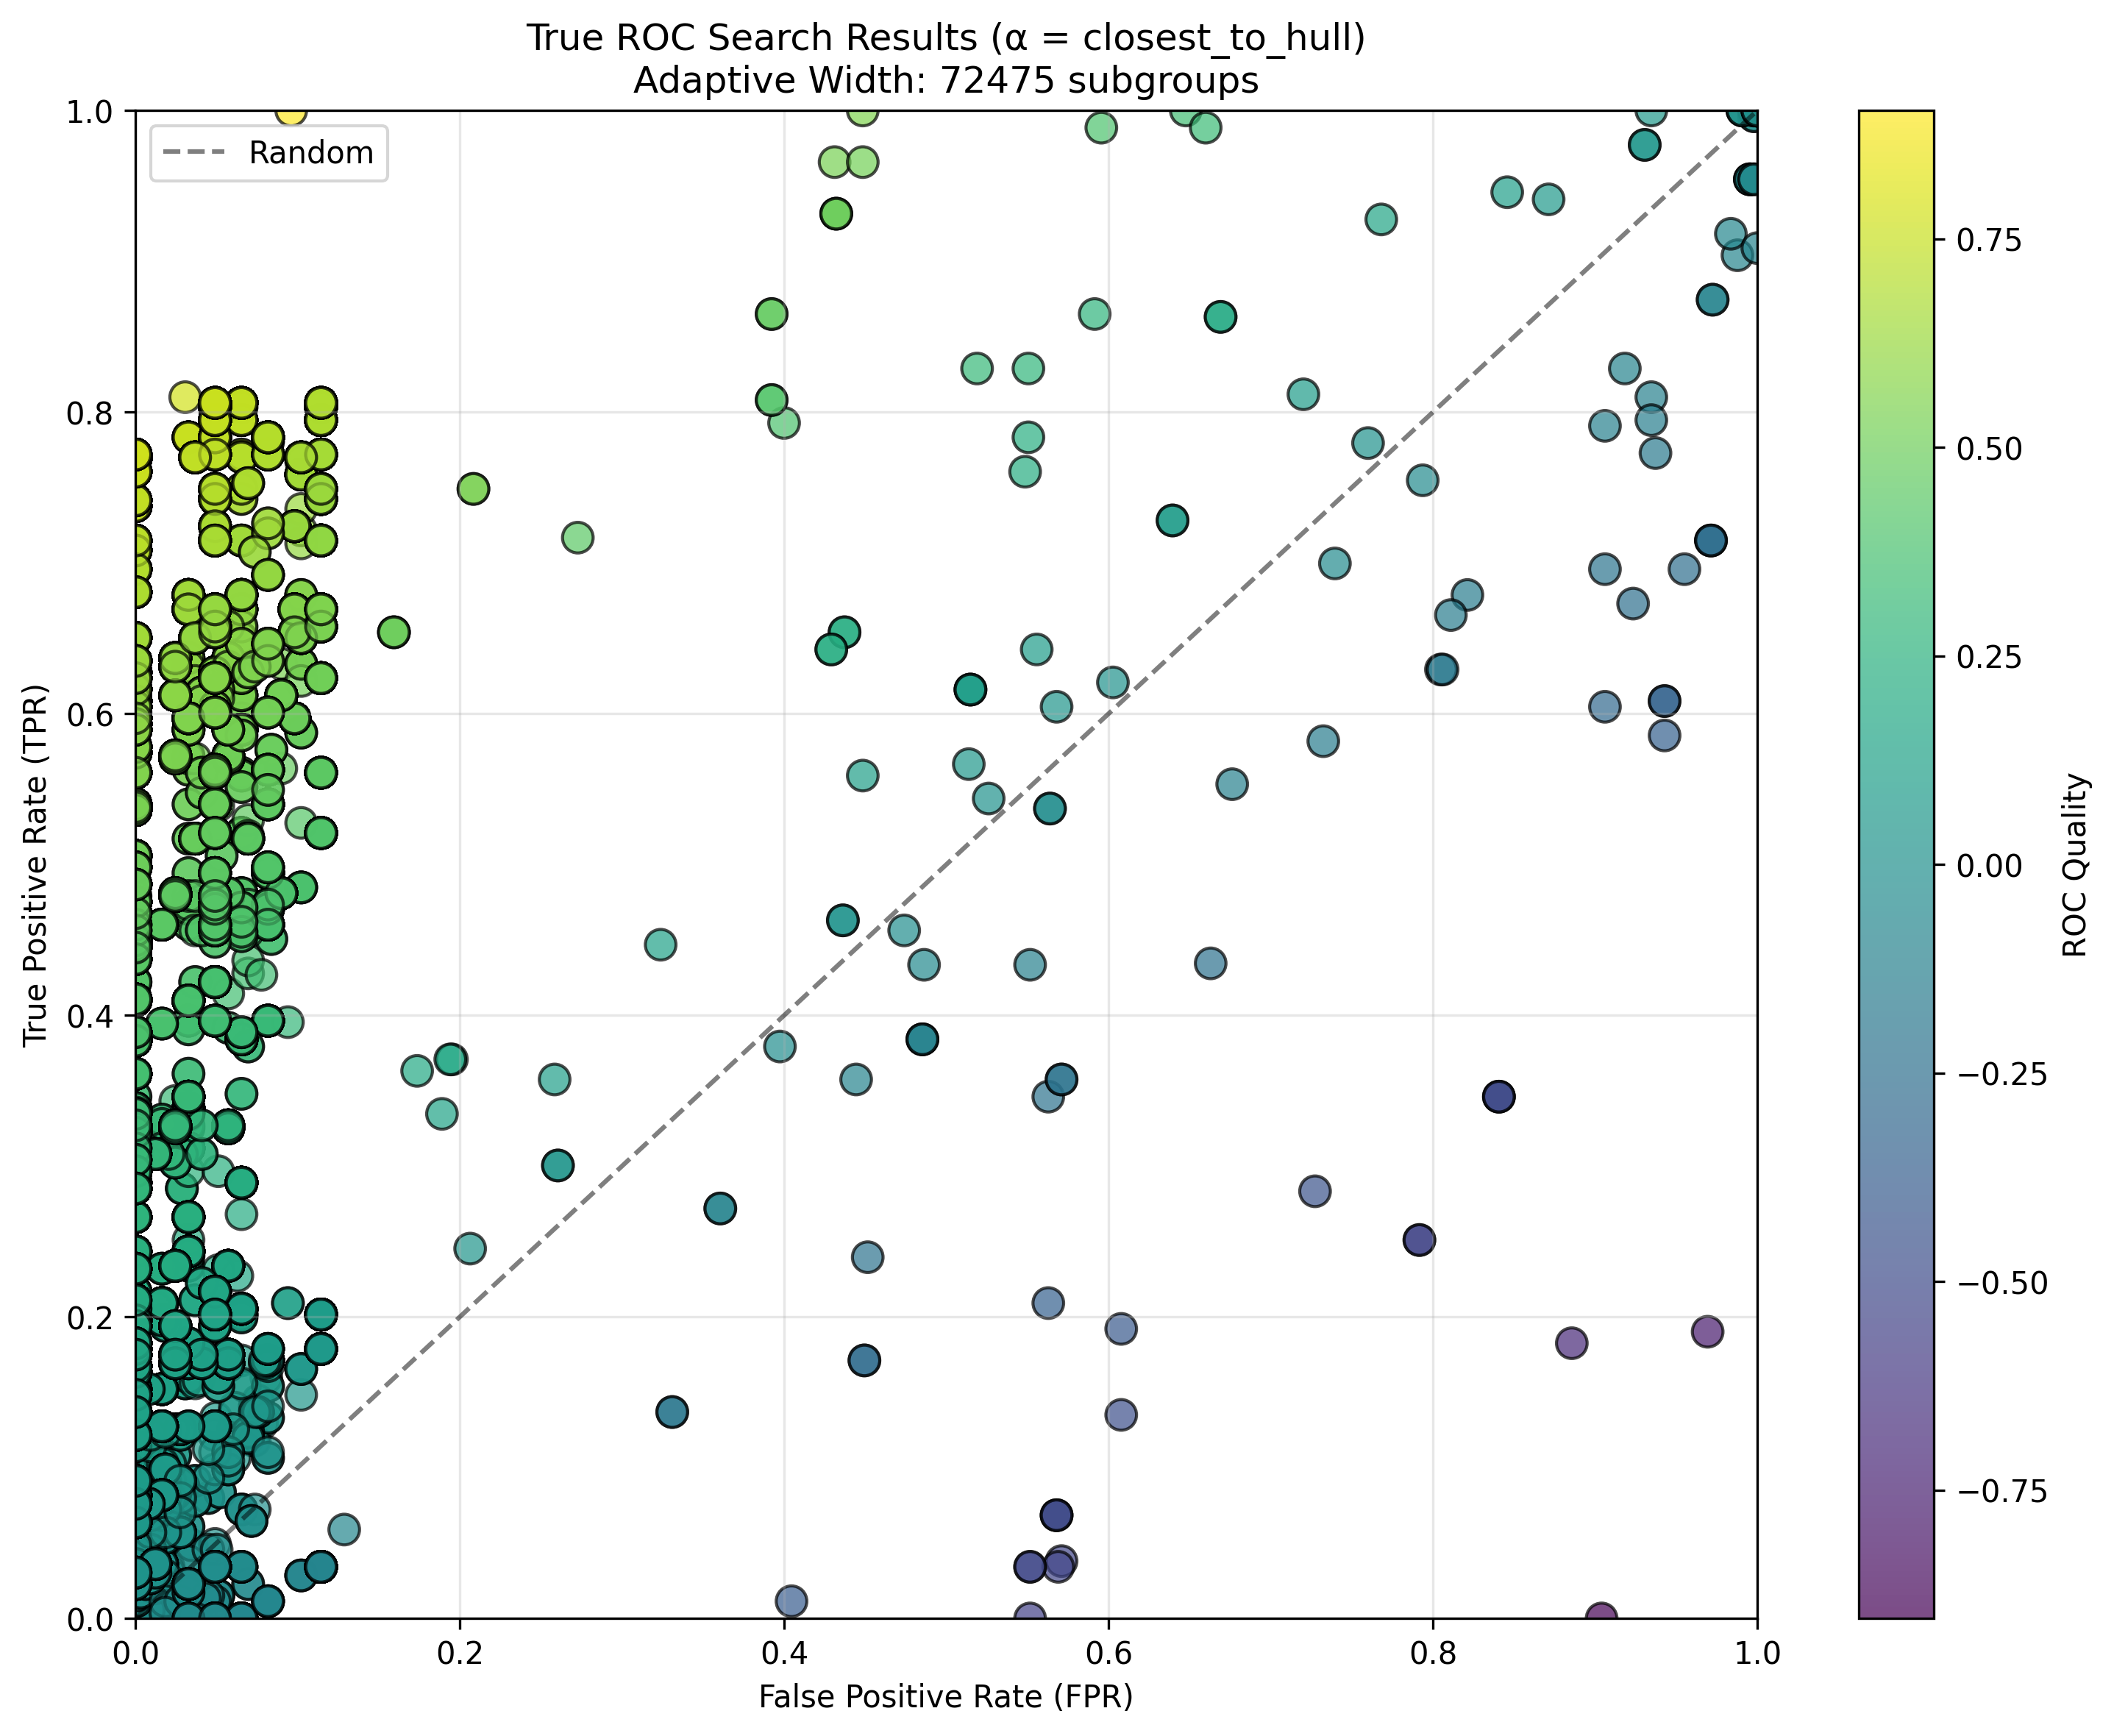 True ROC Search Results (α = closest_to_hull)
Adaptive Width: 72475 subgroups
Random
True Positive Rate (TPR)
1.0
0.8
0.6
0.4
0.2
0.0
0.0 0.2 0.4 0.6 0.8 1.0
False Positive Rate (FPR)
0.75
0.50
0.25
0.00
−0.25
−0.50
−0.75
ROC Quality